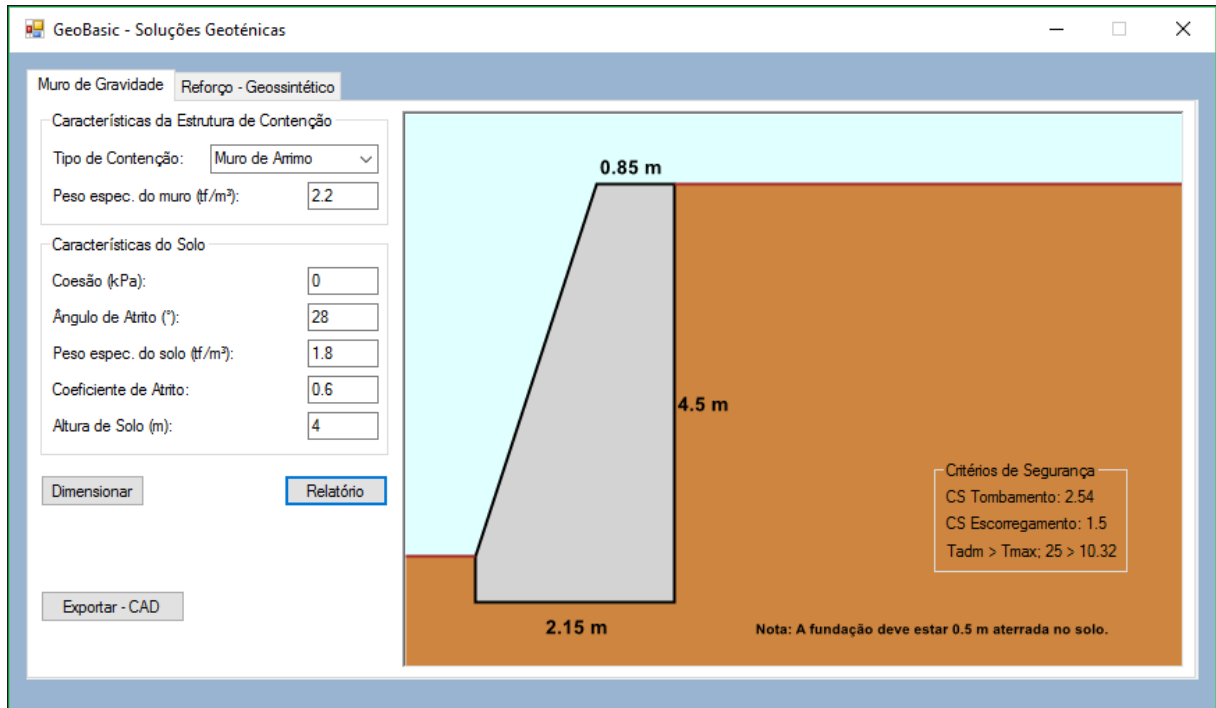 GeoBasic - Soluções Geoténicas
Muro de Gravidade
Reforço - Geossintético
Características da Estrutura de Contenção
Tipo de Contenção: Muro de Arrimo
Peso espec. do muro (tf/m³): 2.2
Características do Solo
Coesão (kPa): 0
Ângulo de Atrito (°): 28
Peso espec. do solo (tf/m³): 1.8
Coeficiente de Atrito: 0.6
Altura de Solo (m): 4
Dimensionar
Relatório
Exportar - CAD
0.85 m
4.5 m
Critérios de Segurança
CS Tombamento: 2.54
CS Escorregamento: 1.5
Tadm > Tmax; 25 > 10.32
2.15 m
Nota: A fundação deve estar 0.5 m aterrada no solo.